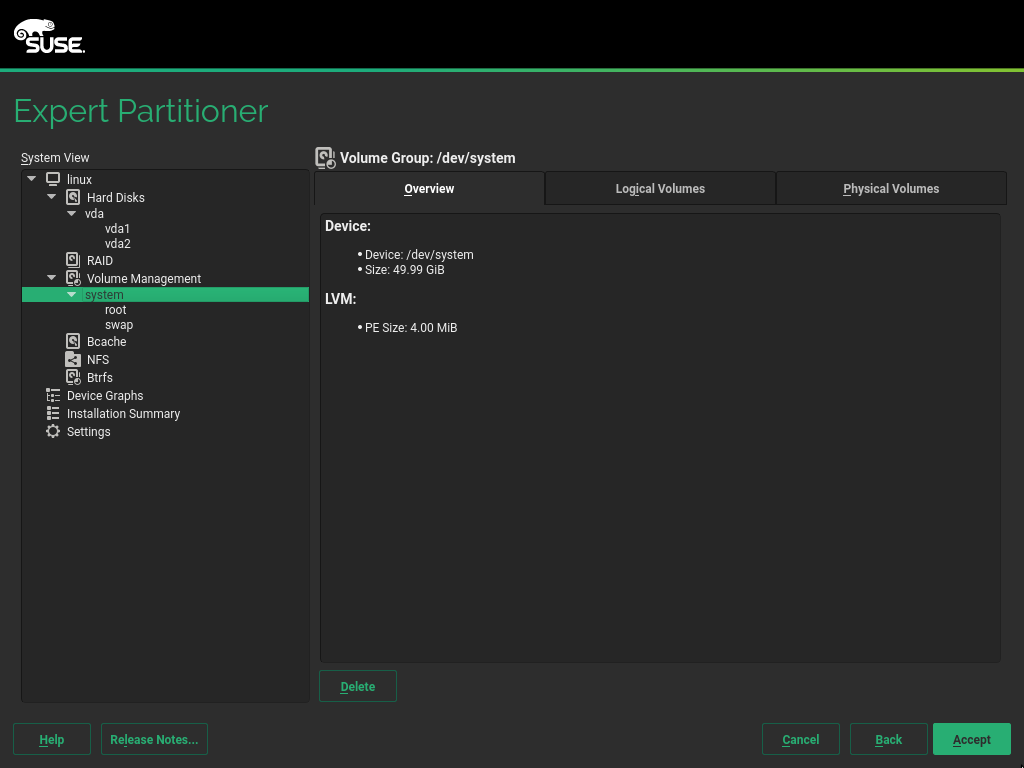 SUSE.
Expert Partitioner
System View
linux
Hard Disks
vda
vda1
vda2
RAID
Volume Management
system
root
swap
Bcache
NFS
Btrfs
Device Graphs
Installation Summary
Settings
Volume Group: /dev/system
Overview Logical Volumes Physical Volumes
Device:
• Device: /dev/system
• Size: 49.99 GiB
LVM:
• PE Size: 4.00 MiB
Delete
Help Release Notes... Cancel Back Accept